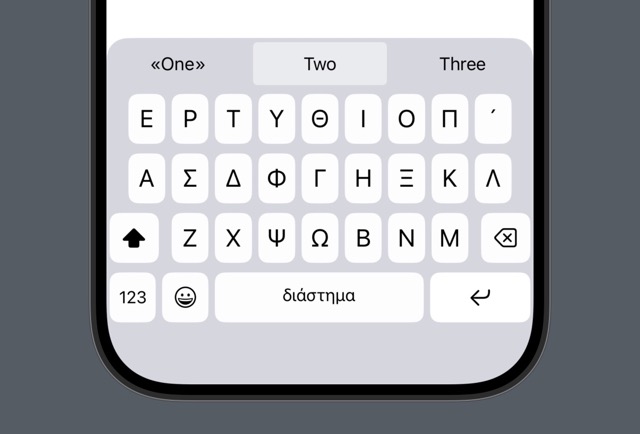 «One» Two Three
Ε Ρ Τ Υ Θ Ι Ο Π ΄
Α Σ Δ Φ Γ Η Ξ Κ Λ
Ζ Χ Ψ Ω Β Ν Μ
123 διάστημα